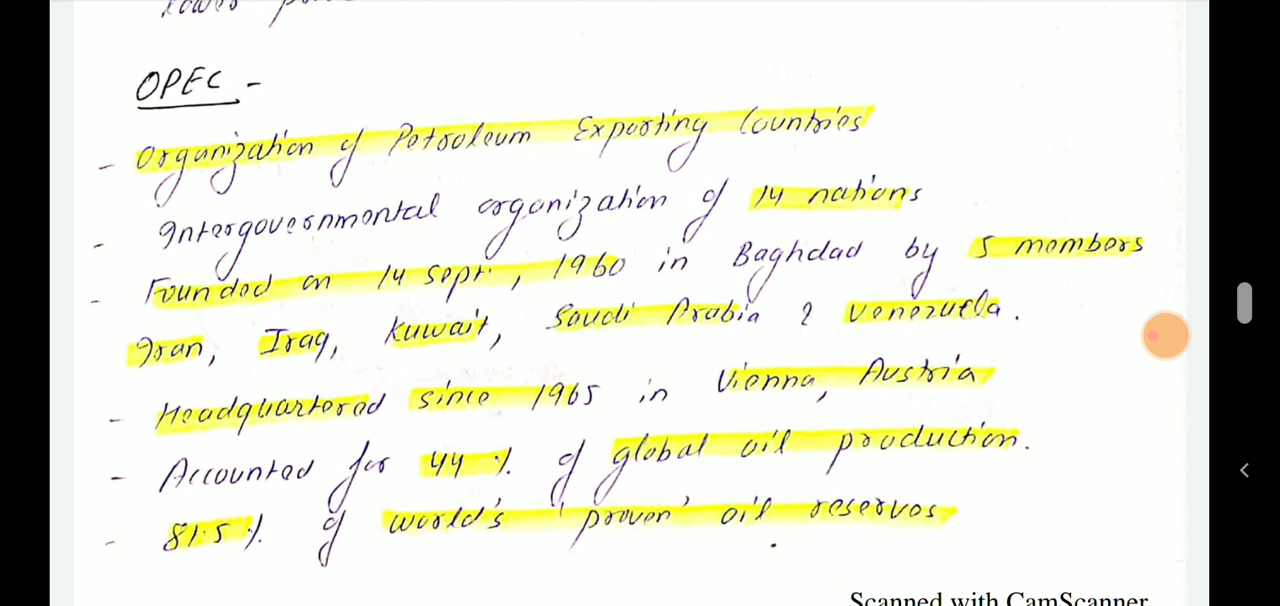 OPEC -
- Organization of Petroleum Exporting Countries
- Intergovernmental organization of 14 nations
- Founded on 14 Sept., 1960 in Baghdad by 5 members
Iran, Iraq, Kuwait, Saudi Arabia & Venezuela.
- Headquartered since 1965 in Vienna, Austria
- Accounted for 44 % of global oil production.
- 81.5 % of world's 'proven' oil reserves
Scanned with CamScanner